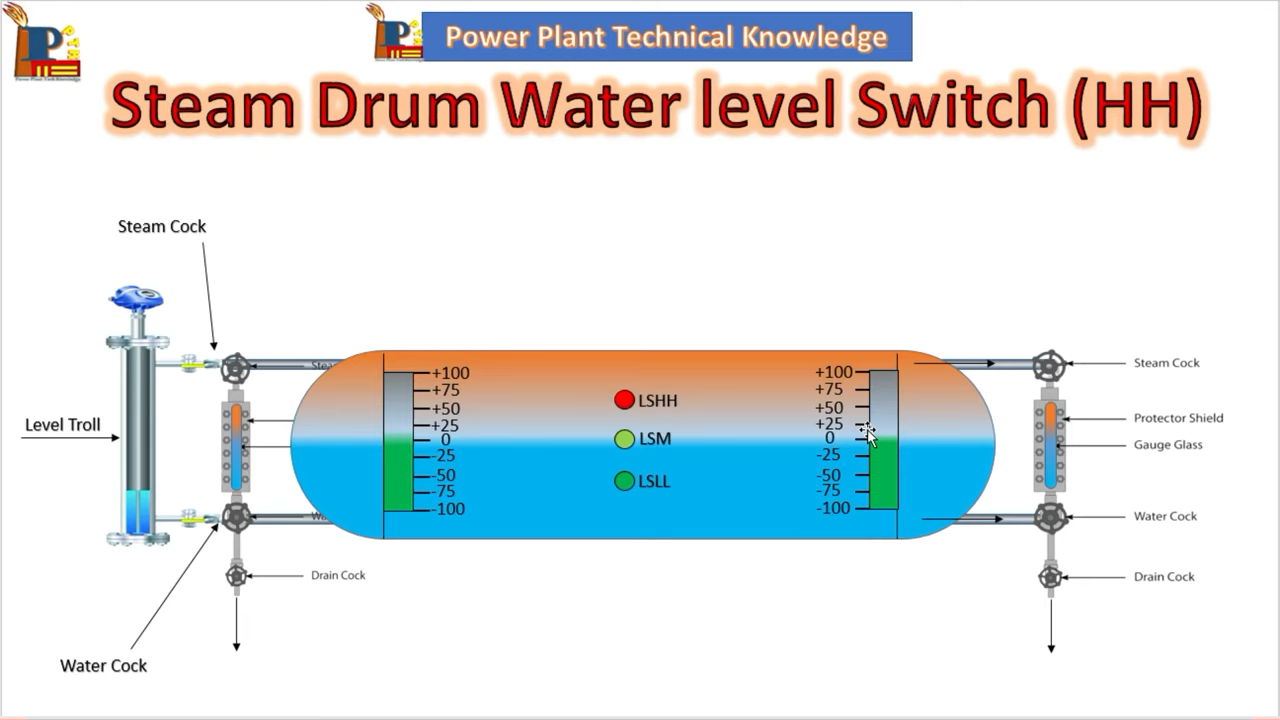 Power Plant Technical Knowledge
Steam Drum Water level Switch (HH)
Steam Cock
Level Troll
Water Cock
Drain Cock
+100
+75
+50
+25
0
-25
-50
-75
-100
LSHH
LSM
LSLL
+100
+75
+50
+25
0
-25
-50
-75
-100
Steam Cock
Protector Shield
Gauge Glass
Water Cock
Drain Cock